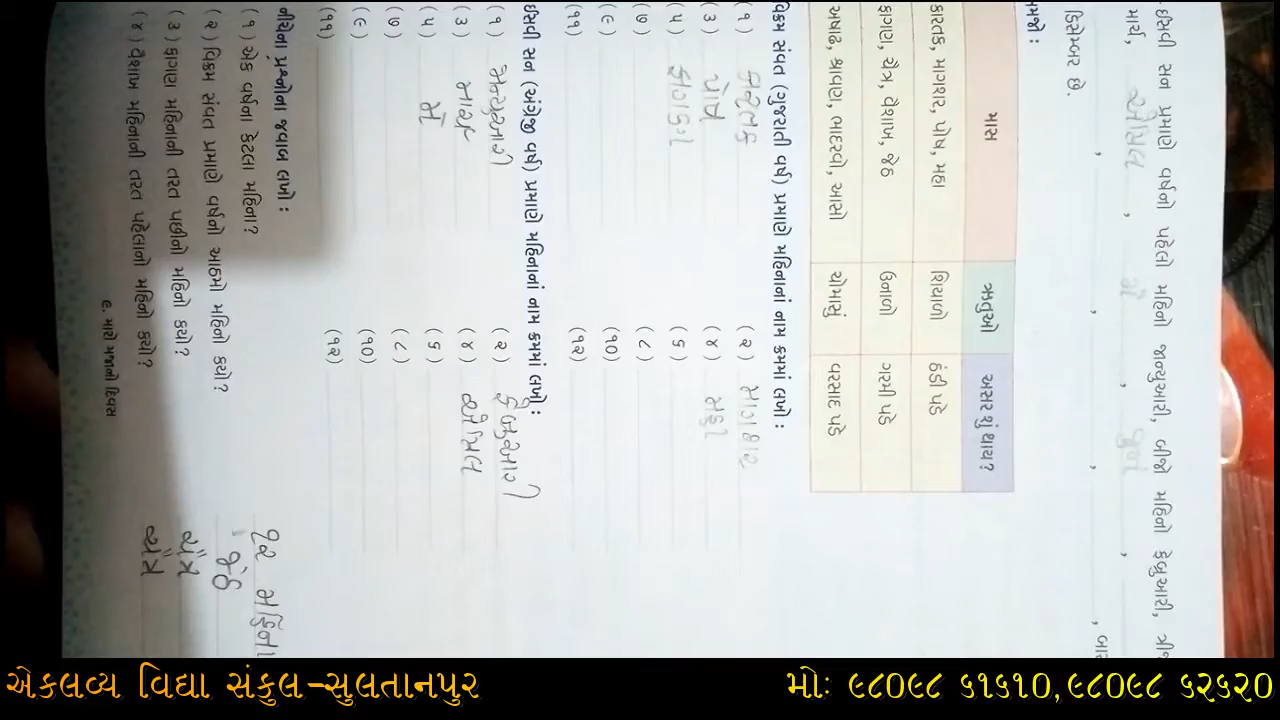 ઇસવી સન પ્રમાણે વર્ષનો પહેલો મહિનો જાન્યુઆરી, બીજો મહિનો ફેબ્રુઆરી,
માર્ચ, એપ્રિલ, મે, જુન, , ,
ડિસેમ્બર છે.
સમજો :
માસ ઋતુઓ અસર શું થાય?
કારતક, માગશર, પોષ, મહા શિયાળો ઠંડી પડે
ફાગણ, ચૈત્ર, વૈશાખ, જેઠ ઉનાળો ગરમી પડે
અષાઢ, શ્રાવણ, ભાદરવો, આસો ચોમાસું વરસાદ પડે
વિક્રમ સંવત (ગુજરાતી વર્ષ) પ્રમાણે મહિનાનાં નામ ક્રમમાં લખો :
(૧) કારતક (૨) માગશર
(૩) પોષ (૪) મહા
(૫) ફાગણ (૬)
(૭) (૮)
(૯) (૧૦)
(૧૧) (૧૨)
ઇસવી સન (અંગ્રેજી વર્ષ) પ્રમાણે મહિનાનાં નામ ક્રમમાં લખો :
(૧) જાન્યુઆરી (૨) ફેબ્રુઆરી
(૩) માર્ચ (૪) એપ્રિલ
(૫) મે (૬)
(૭) (૮)
(૯) (૧૦)
(૧૧) (૧૨)
નીચેના પ્રશ્નોના જવાબ લખો :
(૧) એક વર્ષના કેટલા મહિના? ૧૨ મહિના
(૨) વિક્રમ સંવત પ્રમાણે વર્ષનો આઠમો મહિનો કયો? જેઠ
(૩) ફાગણ મહિનાની તરત પછીનો મહિનો કયો? ચૈત્ર
(૪) વૈશાખ મહિનાની તરત પહેલાનો મહિનો કયો? ચૈત્ર
૯. મારો મજાનો દિવસ
એકલવ્ય વિદ્યા સંકુલ-સુલતાનપુર મોઃ ૯૮૦૯૮ ૬૧૬૧૦,૯૮૦૯૮ ૬૨૬૨૦